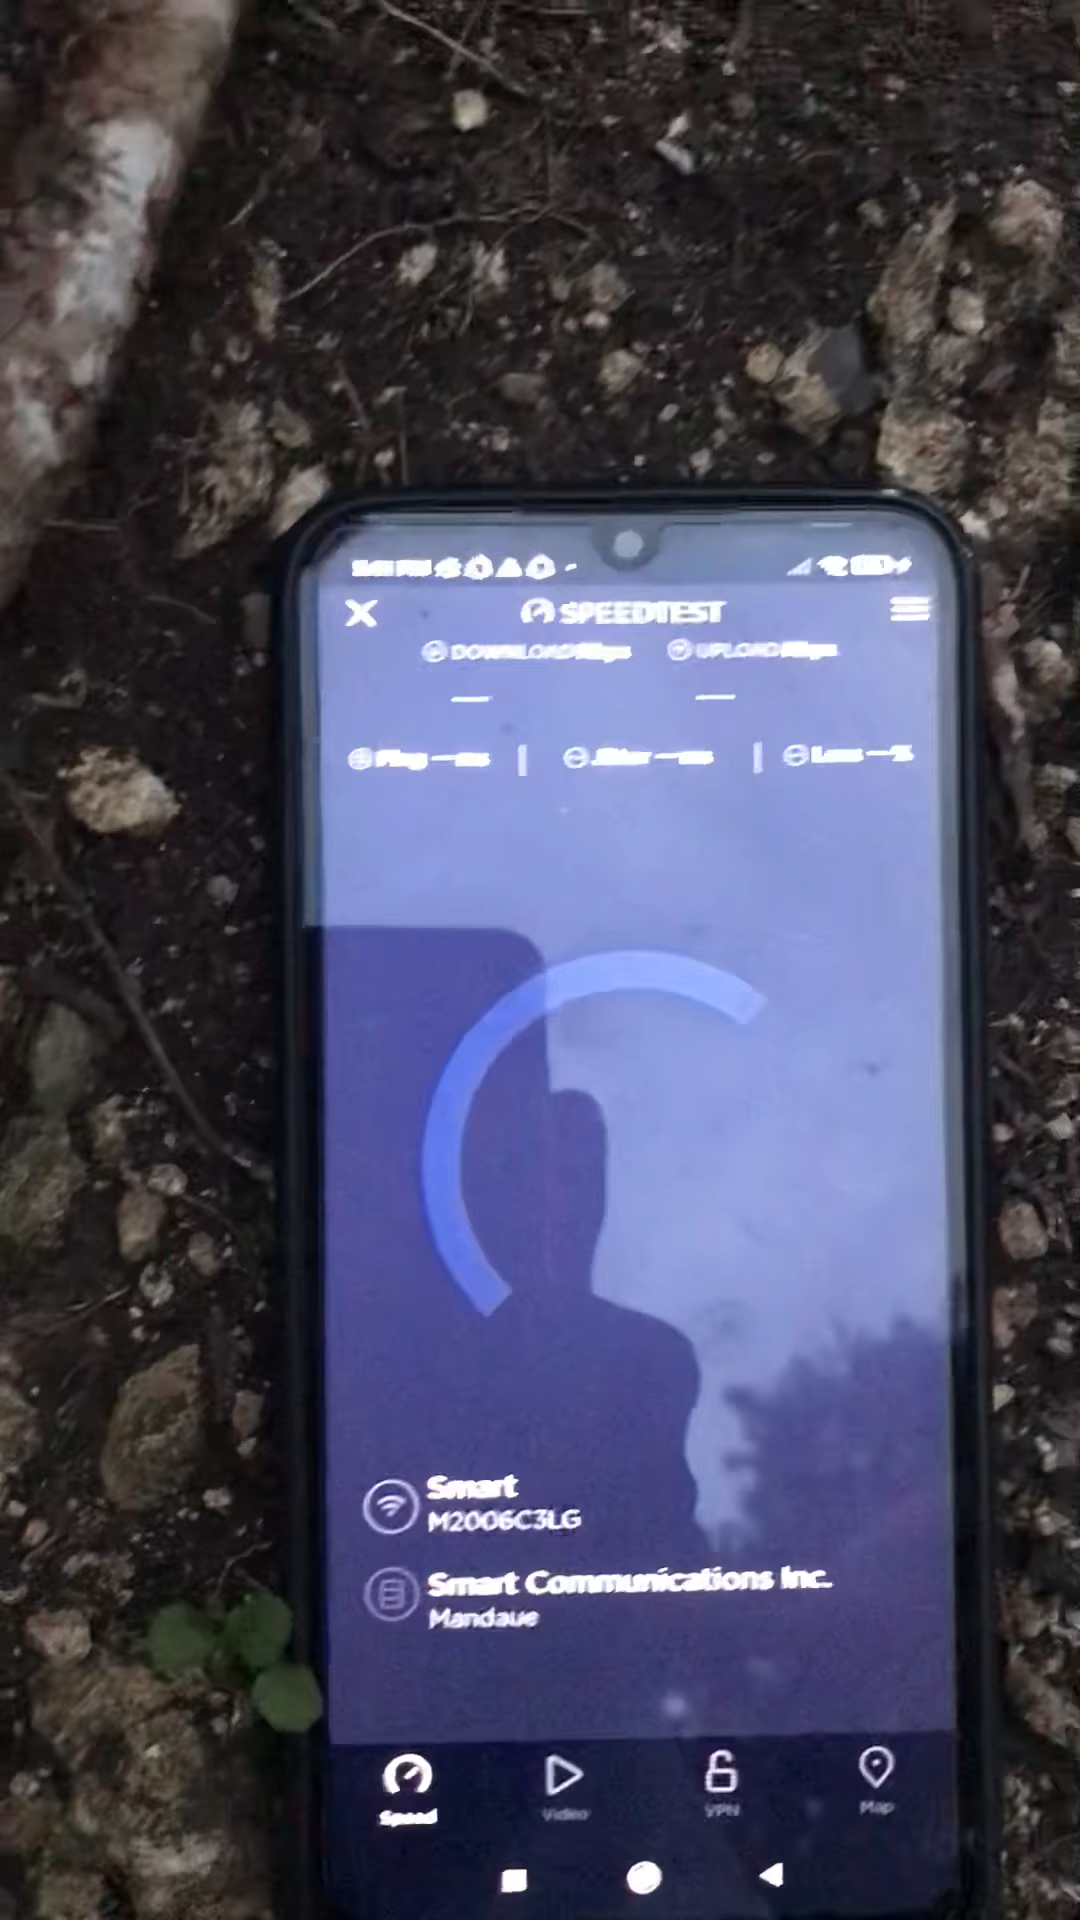 SPEEDTEST
DOWNLOAD Mbps UPLOAD Mbps
Ping — ms Jitter — ms Loss — %
Smart
M2006C3LG
Smart Communications Inc.
Mandaue
Speed Video VPN Map